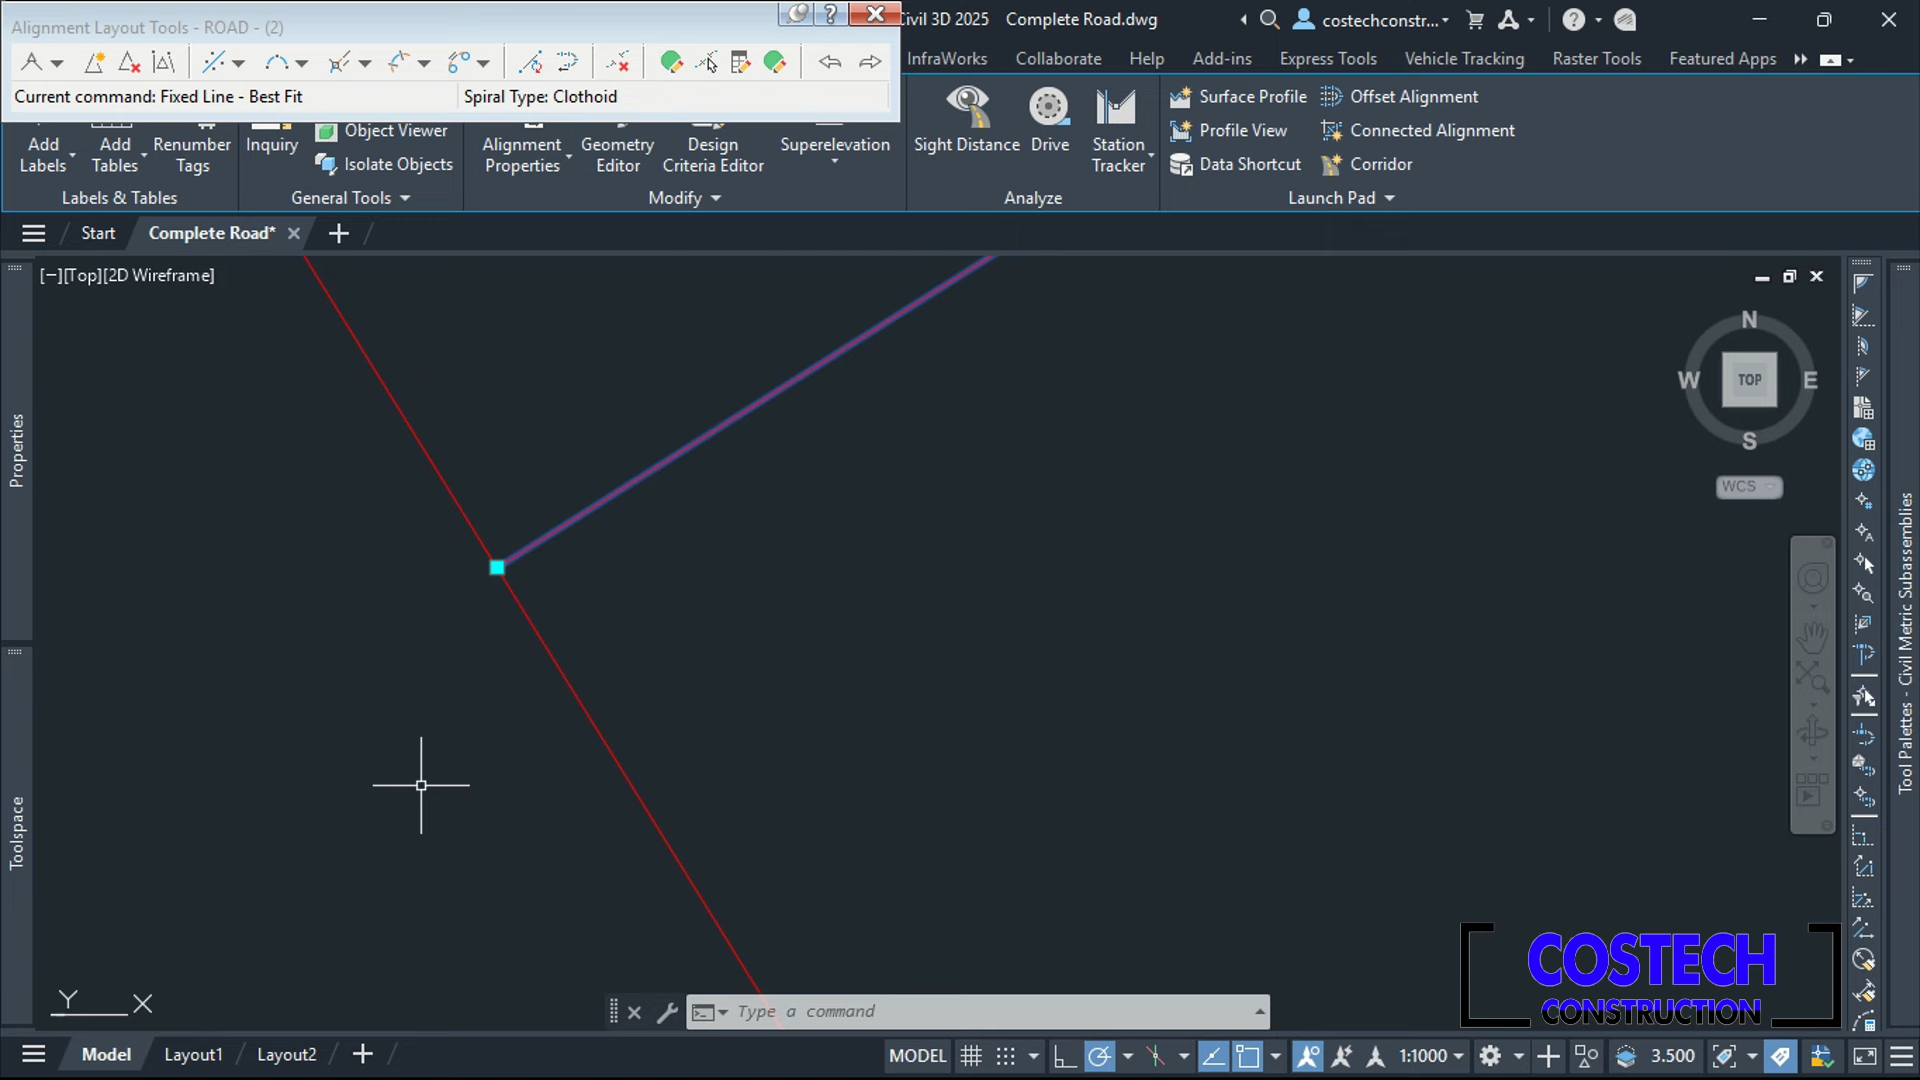 Alignment Layout Tools - ROAD - (2)
Current command: Fixed Line - Best Fit
Spiral Type: Clothoid
Civil 3D 2025 Complete Road.dwg
costechconstr...
InfraWorks Collaborate Help Add-ins Express Tools Vehicle Tracking Raster Tools Featured Apps
Add
Labels
Add
Tables
Renumber
Tags
Labels & Tables
Inquiry
Object Viewer
Isolate Objects
General Tools
Alignment
Properties
Geometry
Editor
Design
Criteria Editor
Superelevation
Modify
Sight Distance
Drive
Station
Tracker
Analyze
Surface Profile
Profile View
Data Shortcut
Offset Alignment
Connected Alignment
Corridor
Launch Pad
Start
Complete Road*
[−][Top][2D Wireframe]
N
W
TOP
E
S
WCS
Properties
Toolspace
Tool Palettes - Civil Metric Subassemblies
Y
X
Type a command
COSTECH
CONSTRUCTION
Model
Layout1
Layout2
MODEL
1:1000
3.500